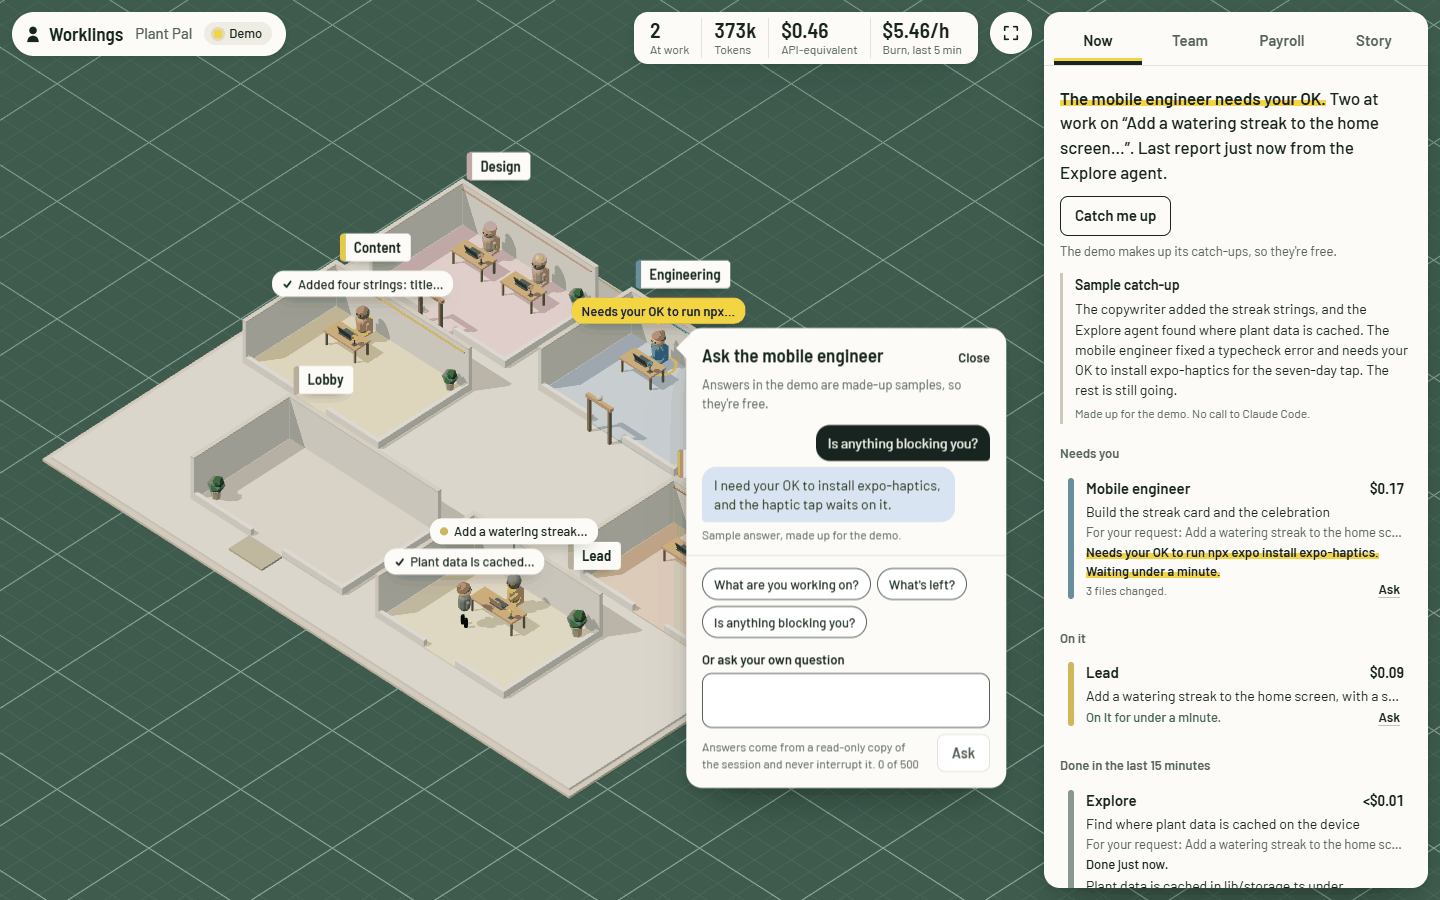 Worklings Plant Pal Demo
2 373k $0.46 $5.46/h
At work Tokens API-equivalent Burn, last 5 min
Now Team Payroll Story
Design
Content
Added four strings: title...
Engineering
Needs your OK to run npx...
Lobby
Add a watering streak...
Lead
Plant data is cached...
Ask the mobile engineer Close
Answers in the demo are made-up samples, so
they're free.
Is anything blocking you?
I need your OK to install expo-haptics,
and the haptic tap waits on it.
Sample answer, made up for the demo.
What are you working on? What's left?
Is anything blocking you?
Or ask your own question
Answers come from a read-only copy of
the session and never interrupt it. 0 of 500
Ask
The mobile engineer needs your OK. Two at
work on “Add a watering streak to the home
screen…”. Last report just now from the
Explore agent.
Catch me up
The demo makes up its catch-ups, so they're free.
Sample catch-up
The copywriter added the streak strings, and the
Explore agent found where plant data is cached. The
mobile engineer fixed a typecheck error and needs your
OK to install expo-haptics for the seven-day tap. The
rest is still going.
Made up for the demo. No call to Claude Code.
Needs you
Mobile engineer $0.17
Build the streak card and the celebration
For your request: Add a watering streak to the home sc...
Needs your OK to run npx expo install expo-haptics.
Waiting under a minute.
3 files changed. Ask
On it
Lead $0.09
Add a watering streak to the home screen, with a s...
On it for under a minute. Ask
Done in the last 15 minutes
Explore <$0.01
Find where plant data is cached on the device
For your request: Add a watering streak to the home sc...
Done just now.
Plant data is cached in lib/storage.ts under